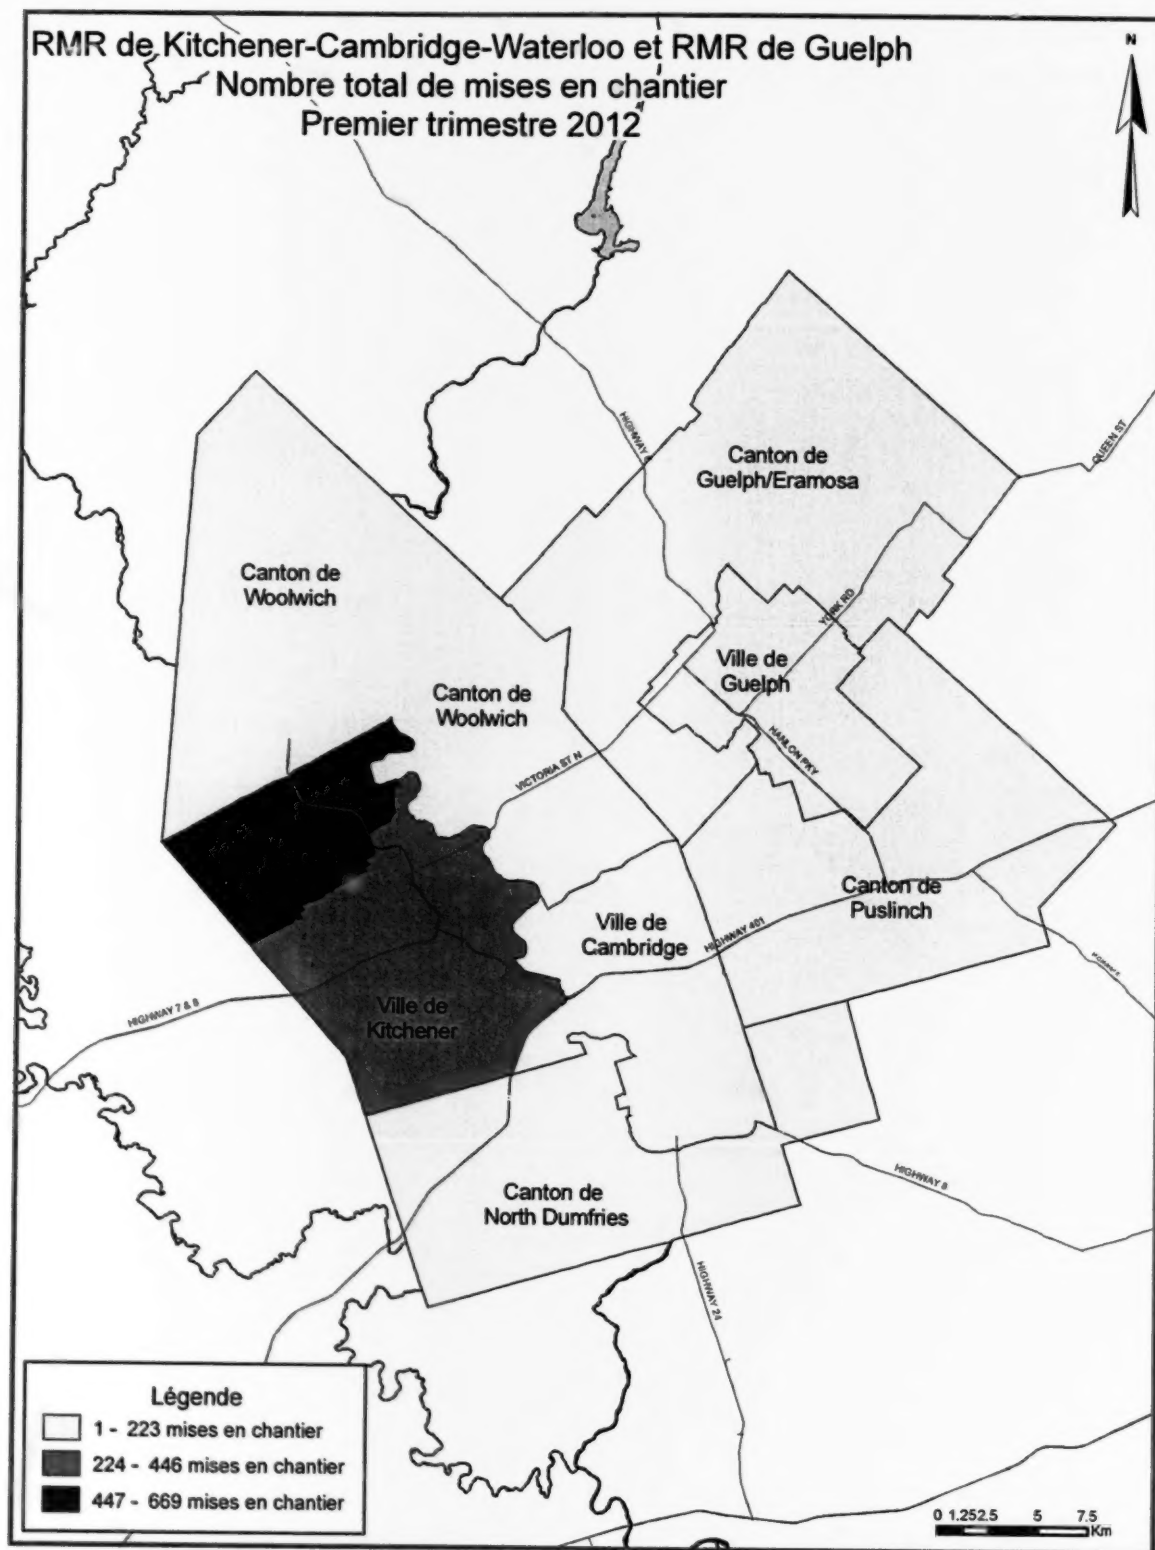 RMR de Kitchener-Cambridge-Waterloo et RMR de Guelph
Nombre total de mises en chantier
Premier trimestre 2012
N
HIGHWAY 6
QUEEN ST
Canton de
Guelph/Eramosa
Canton de
Woolwich
YORK RD
Ville de
Guelph
Canton de
Woolwich
HANLON PKY
VICTORIA ST N
Canton de
Puslinch
Ville de
Cambridge
HIGHWAY 401
HIGHWAY 7 & 8
Ville de
Kitchener
HIGHWAY 8
Canton de
North Dumfries
HIGHWAY 24
Légende
1 - 223 mises en chantier
224 - 446 mises en chantier
447 - 669 mises en chantier
0 1.252.5 5 7.5
Km